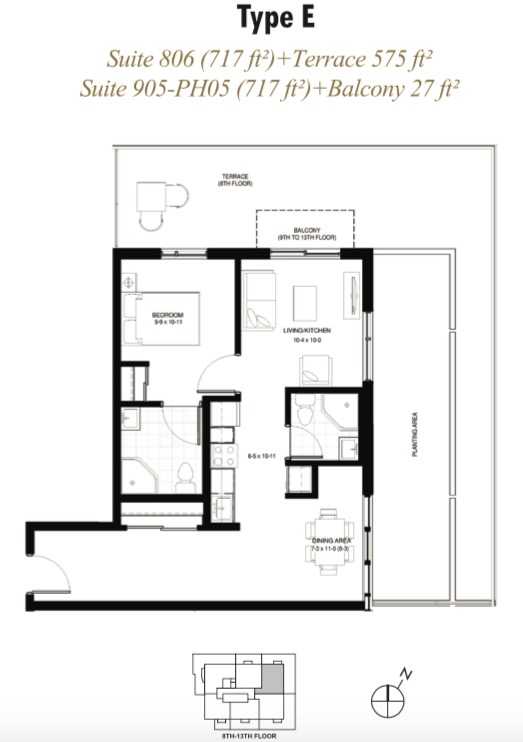 Type E
Suite 806 (717 ft²)+Terrace 575 ft²
Suite 905-PH05 (717 ft²)+Balcony 27 ft²
TERRACE
(8TH FLOOR)
BALCONY
(9TH TO 13TH FLOOR)
BEDROOM
9-6 x 10-11
LIVING/KITCHEN
10-4 x 10-0
PLANTING AREA
8-5 x 10-11
DINING AREA
7-3 x 11-0 (8-3)
N
8TH-13TH FLOOR